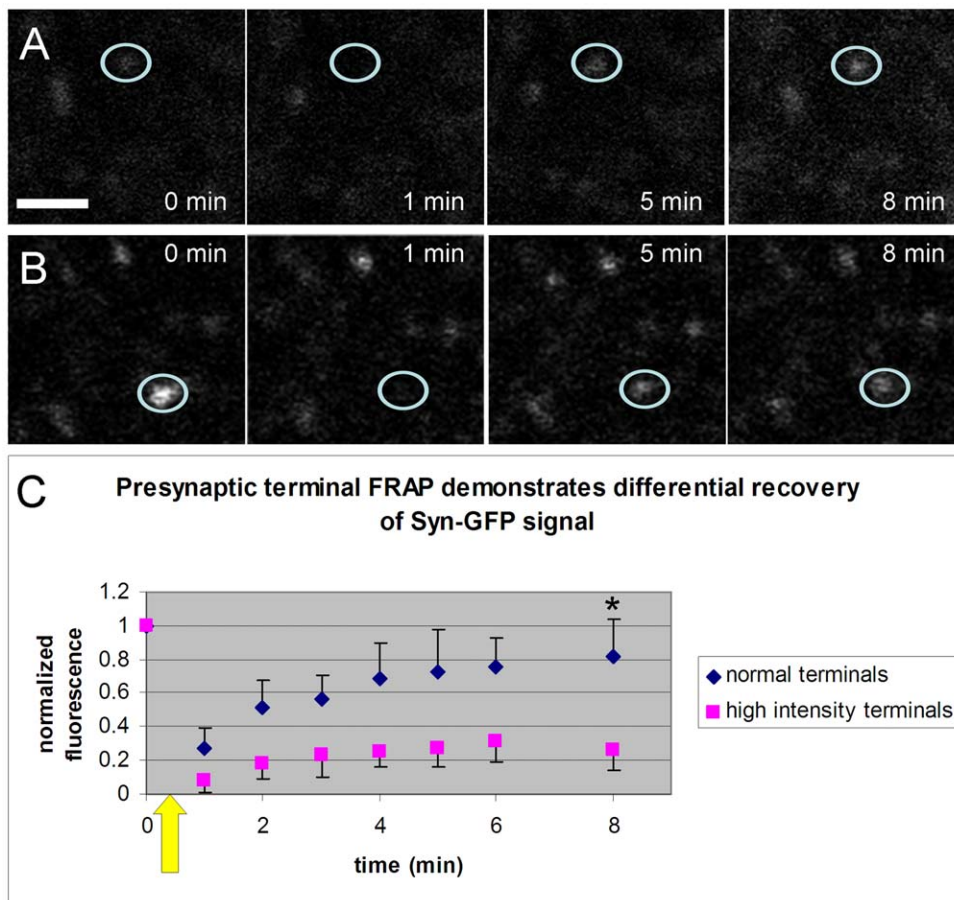 A
0 min
1 min
5 min
8 min
B
0 min
1 min
5 min
8 min
C
Presynaptic terminal FRAP demonstrates differential recovery
of Syn-GFP signal
normalized
fluorescence
1.2
1
0.8
0.6
0.4
0.2
0
*
0
2
4
6
8
time (min)
normal terminals
high intensity terminals